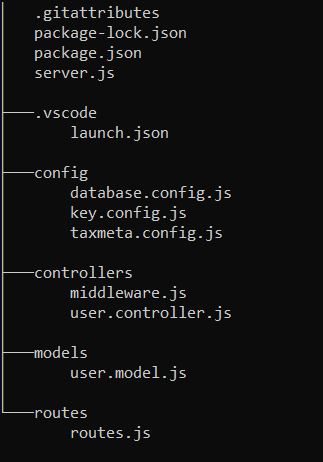 .gitattributes
package-lock.json
package.json
server.js
.vscode
launch.json
config
database.config.js
key.config.js
taxmeta.config.js
controllers
middleware.js
user.controller.js
models
user.model.js
routes
routes.js